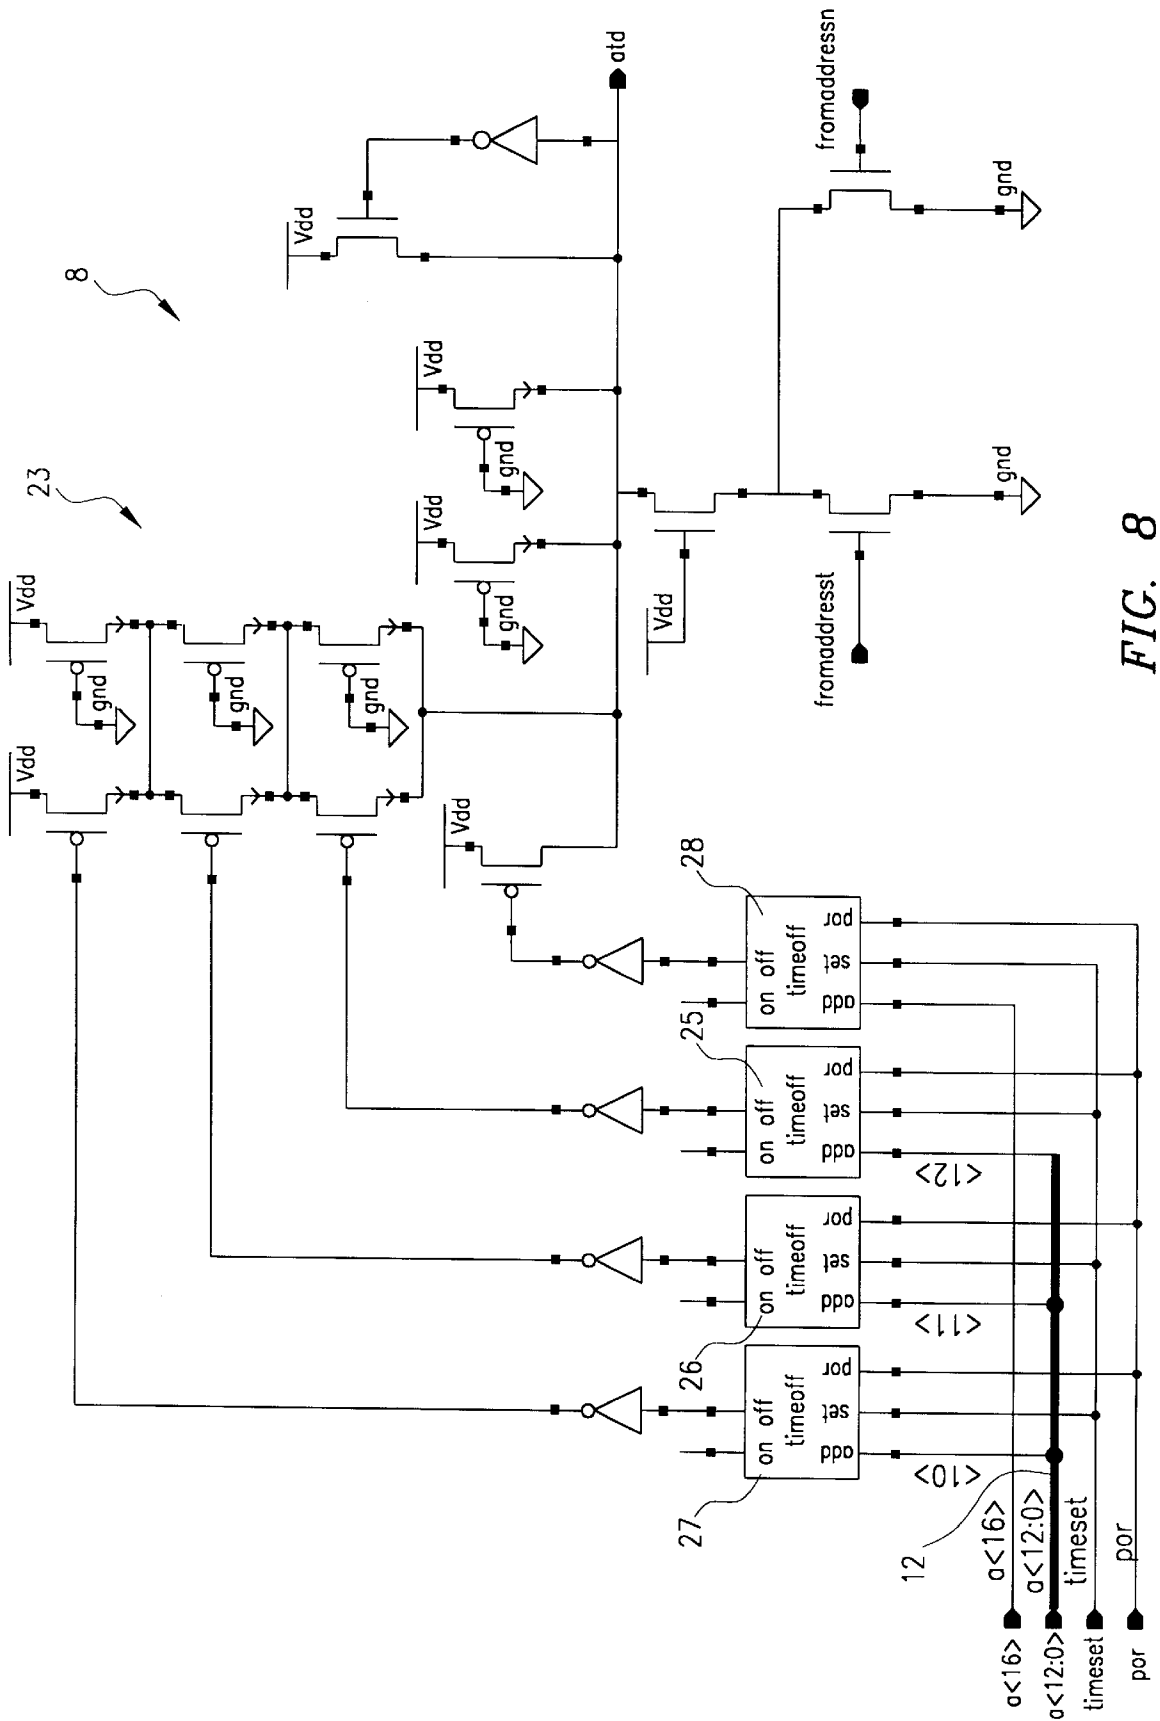 8
23
Vdd
Vdd
gnd
gnd
gnd
Vdd
Vdd
gnd
Vdd
gnd
Vdd
atd
Vdd
fromaddresst
gnd
fromaddressn
gnd
27
on off
timeoff
add set por
26
on off
timeoff
add set por
25
on off
timeoff
add set por
28
on off
timeoff
add set por
<10>
<11>
<12>
12
a<16> a<16>
a<12:0> a<12:0>
timeset timeset
por por
FIG. 8